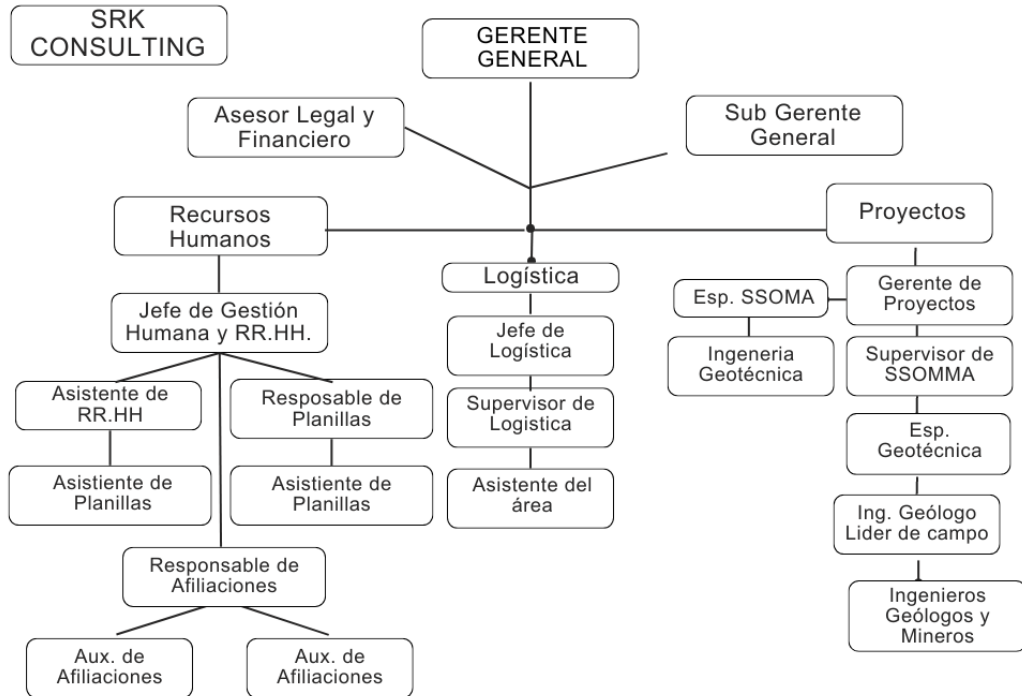 SRK
CONSULTING
GERENTE
GENERAL
Asesor Legal y
Financiero
Sub Gerente
General
Recursos
Humanos
Proyectos
Logística
Esp. SSOMA
Gerente de
Proyectos
Jefe de Gestión
Humana y RR.HH.
Jefe de
Logística
Ingeneria
Geotécnica
Supervisor de
SSOMMA
Asistente de
RR.HH
Resposable de
Planillas
Supervisor de
Logistica
Esp.
Geotécnica
Asistiente de
Planillas
Asistiente de
Planillas
Asistente del
área
Ing. Geólogo
Lider de campo
Responsable de
Afiliaciones
Ingenieros
Geólogos y
Mineros
Aux. de
Afiliaciones
Aux. de
Afiliaciones